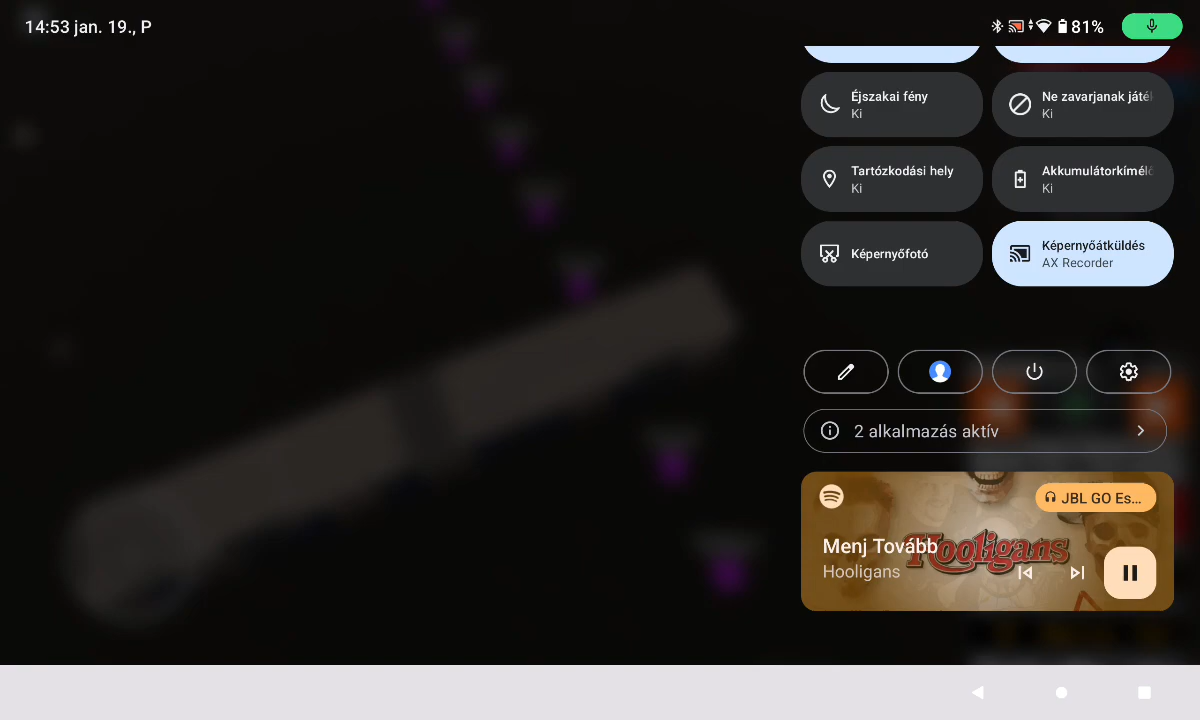 14:53 jan. 19., P
81%
Éjszakai fény
Ki
Ne zavarjanak játék
Ki
Tartózkodási hely
Ki
Akkumulátorkímélő
Ki
Képernyőfotó
Képernyőátküldés
AX Recorder
2 alkalmazás aktív
JBL GO Es...
Menj Tovább
Hooligans
Hooligans